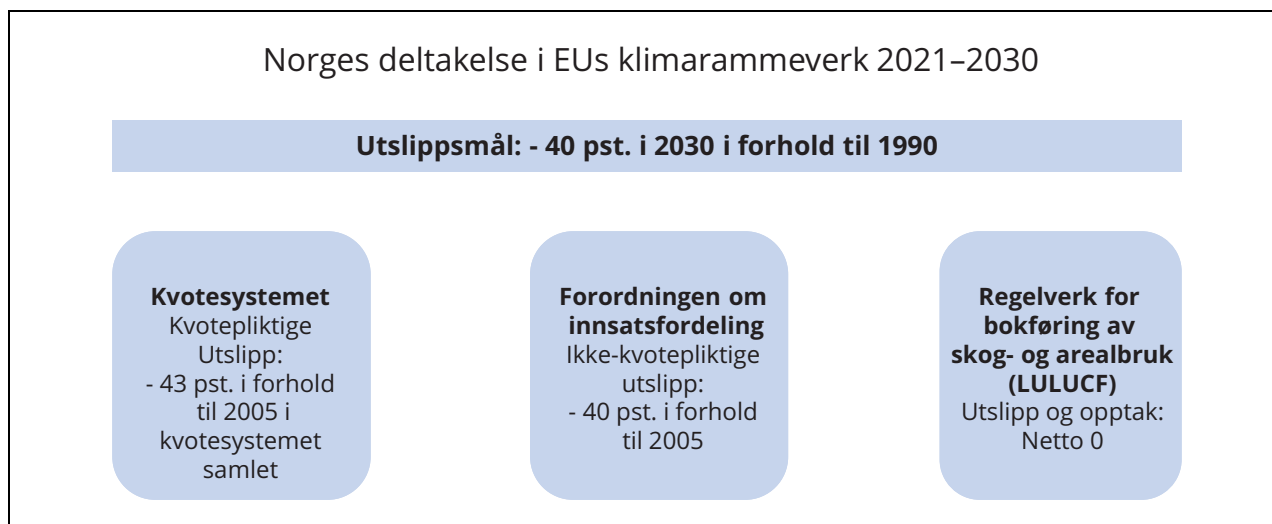 Norges deltakelse i EUs klimarammeverk 2021–2030
Utslippsmål: - 40 pst. i 2030 i forhold til 1990
Kvotesystemet
Kvotepliktige
Utslipp:
- 43 pst. i forhold
til 2005 i
kvotesystemet
samlet
Forordningen om
innsatsfordeling
Ikke-kvotepliktige
utslipp:
- 40 pst. i forhold
til 2005
Regelverk for
bokføring av
skog- og arealbruk
(LULUCF)
Utslipp og opptak:
Netto 0